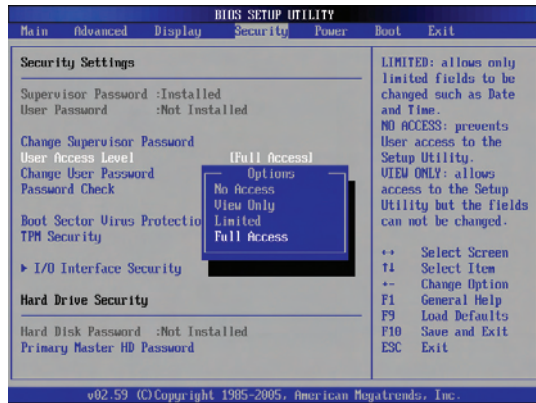 BIOS SETUP UTILITY
Main Advanced Display Security Power Boot Exit
Security Settings
Supervisor Password :Installed
User Password :Not Installed
Change Supervisor Password
User Access Level [Full Access]
Change User Password
Password Check
Boot Sector Virus Protectio
TPM Security
▶ I/O Interface Security
Hard Drive Security
Hard Disk Password :Not Installed
Primary Master HD Password
Options
No Access
View Only
Limited
Full Access
LIMITED: allows only
limited fields to be
changed such as Date
and Time.
NO ACCESS: prevents
User access to the
Setup Utility.
VIEW ONLY: allows
access to the Setup
Utility but the fields
can not be changed.
↔ Select Screen
↑↓ Select Item
+- Change Option
F1 General Help
F9 Load Defaults
F10 Save and Exit
ESC Exit
v02.59 (C)Copyright 1985-2005, American Megatrends, Inc.